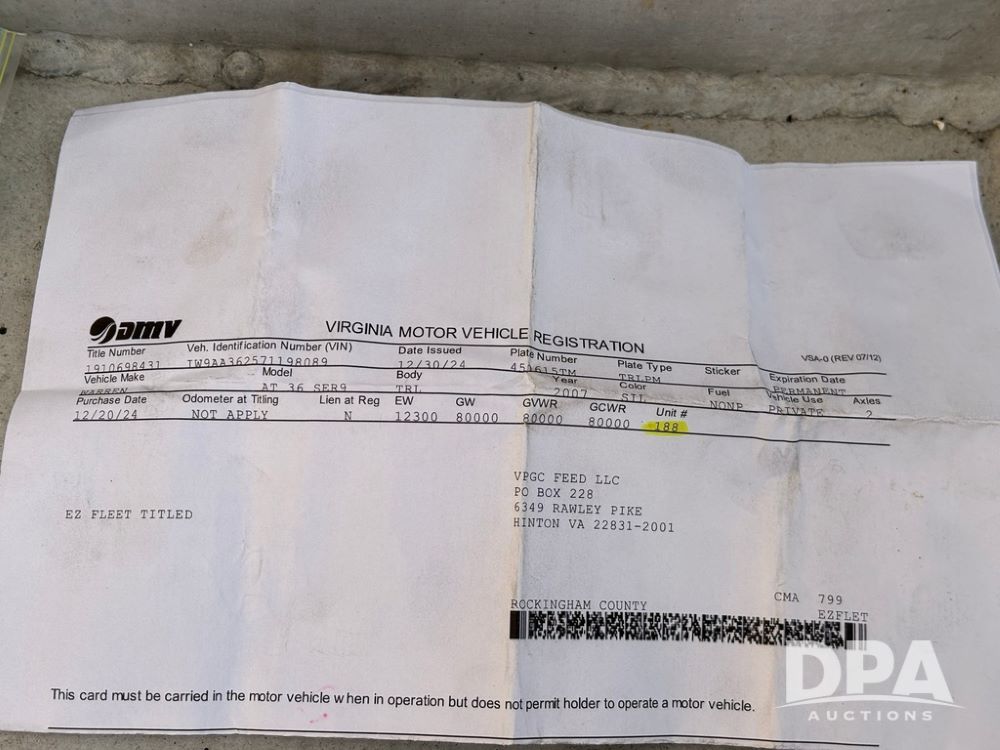 dmv
VIRGINIA MOTOR VEHICLE REGISTRATION
VSA-0 (REV 07/12)
Title Number Veh. Identification Number (VIN) Date Issued Plate Number Plate Type Sticker Expiration Date
1910698431 1W9AA362571198089 12/30/24 TRLPM PERMANENT
Vehicle Make Model Body Year Color Fuel Vehicle Use Axles
WARREN AT 36 SER9 TRL 2007 SIL NONE PRIVATE 2
Purchase Date Odometer at Titling Lien at Reg EW GW GVWR GCWR Unit #
12/20/24 NOT APPLY N 12300 80000 80000 80000 188
VPGC FEED LLC
PO BOX 228
6349 RAWLEY PIKE
HINTON VA 22831-2001
EZ FLEET TITLED
ROCKINGHAM COUNTY CMA 799
EZFLET
This card must be carried in the motor vehicle when in operation but does not permit holder to operate a motor vehicle.
DPA
AUCTIONS